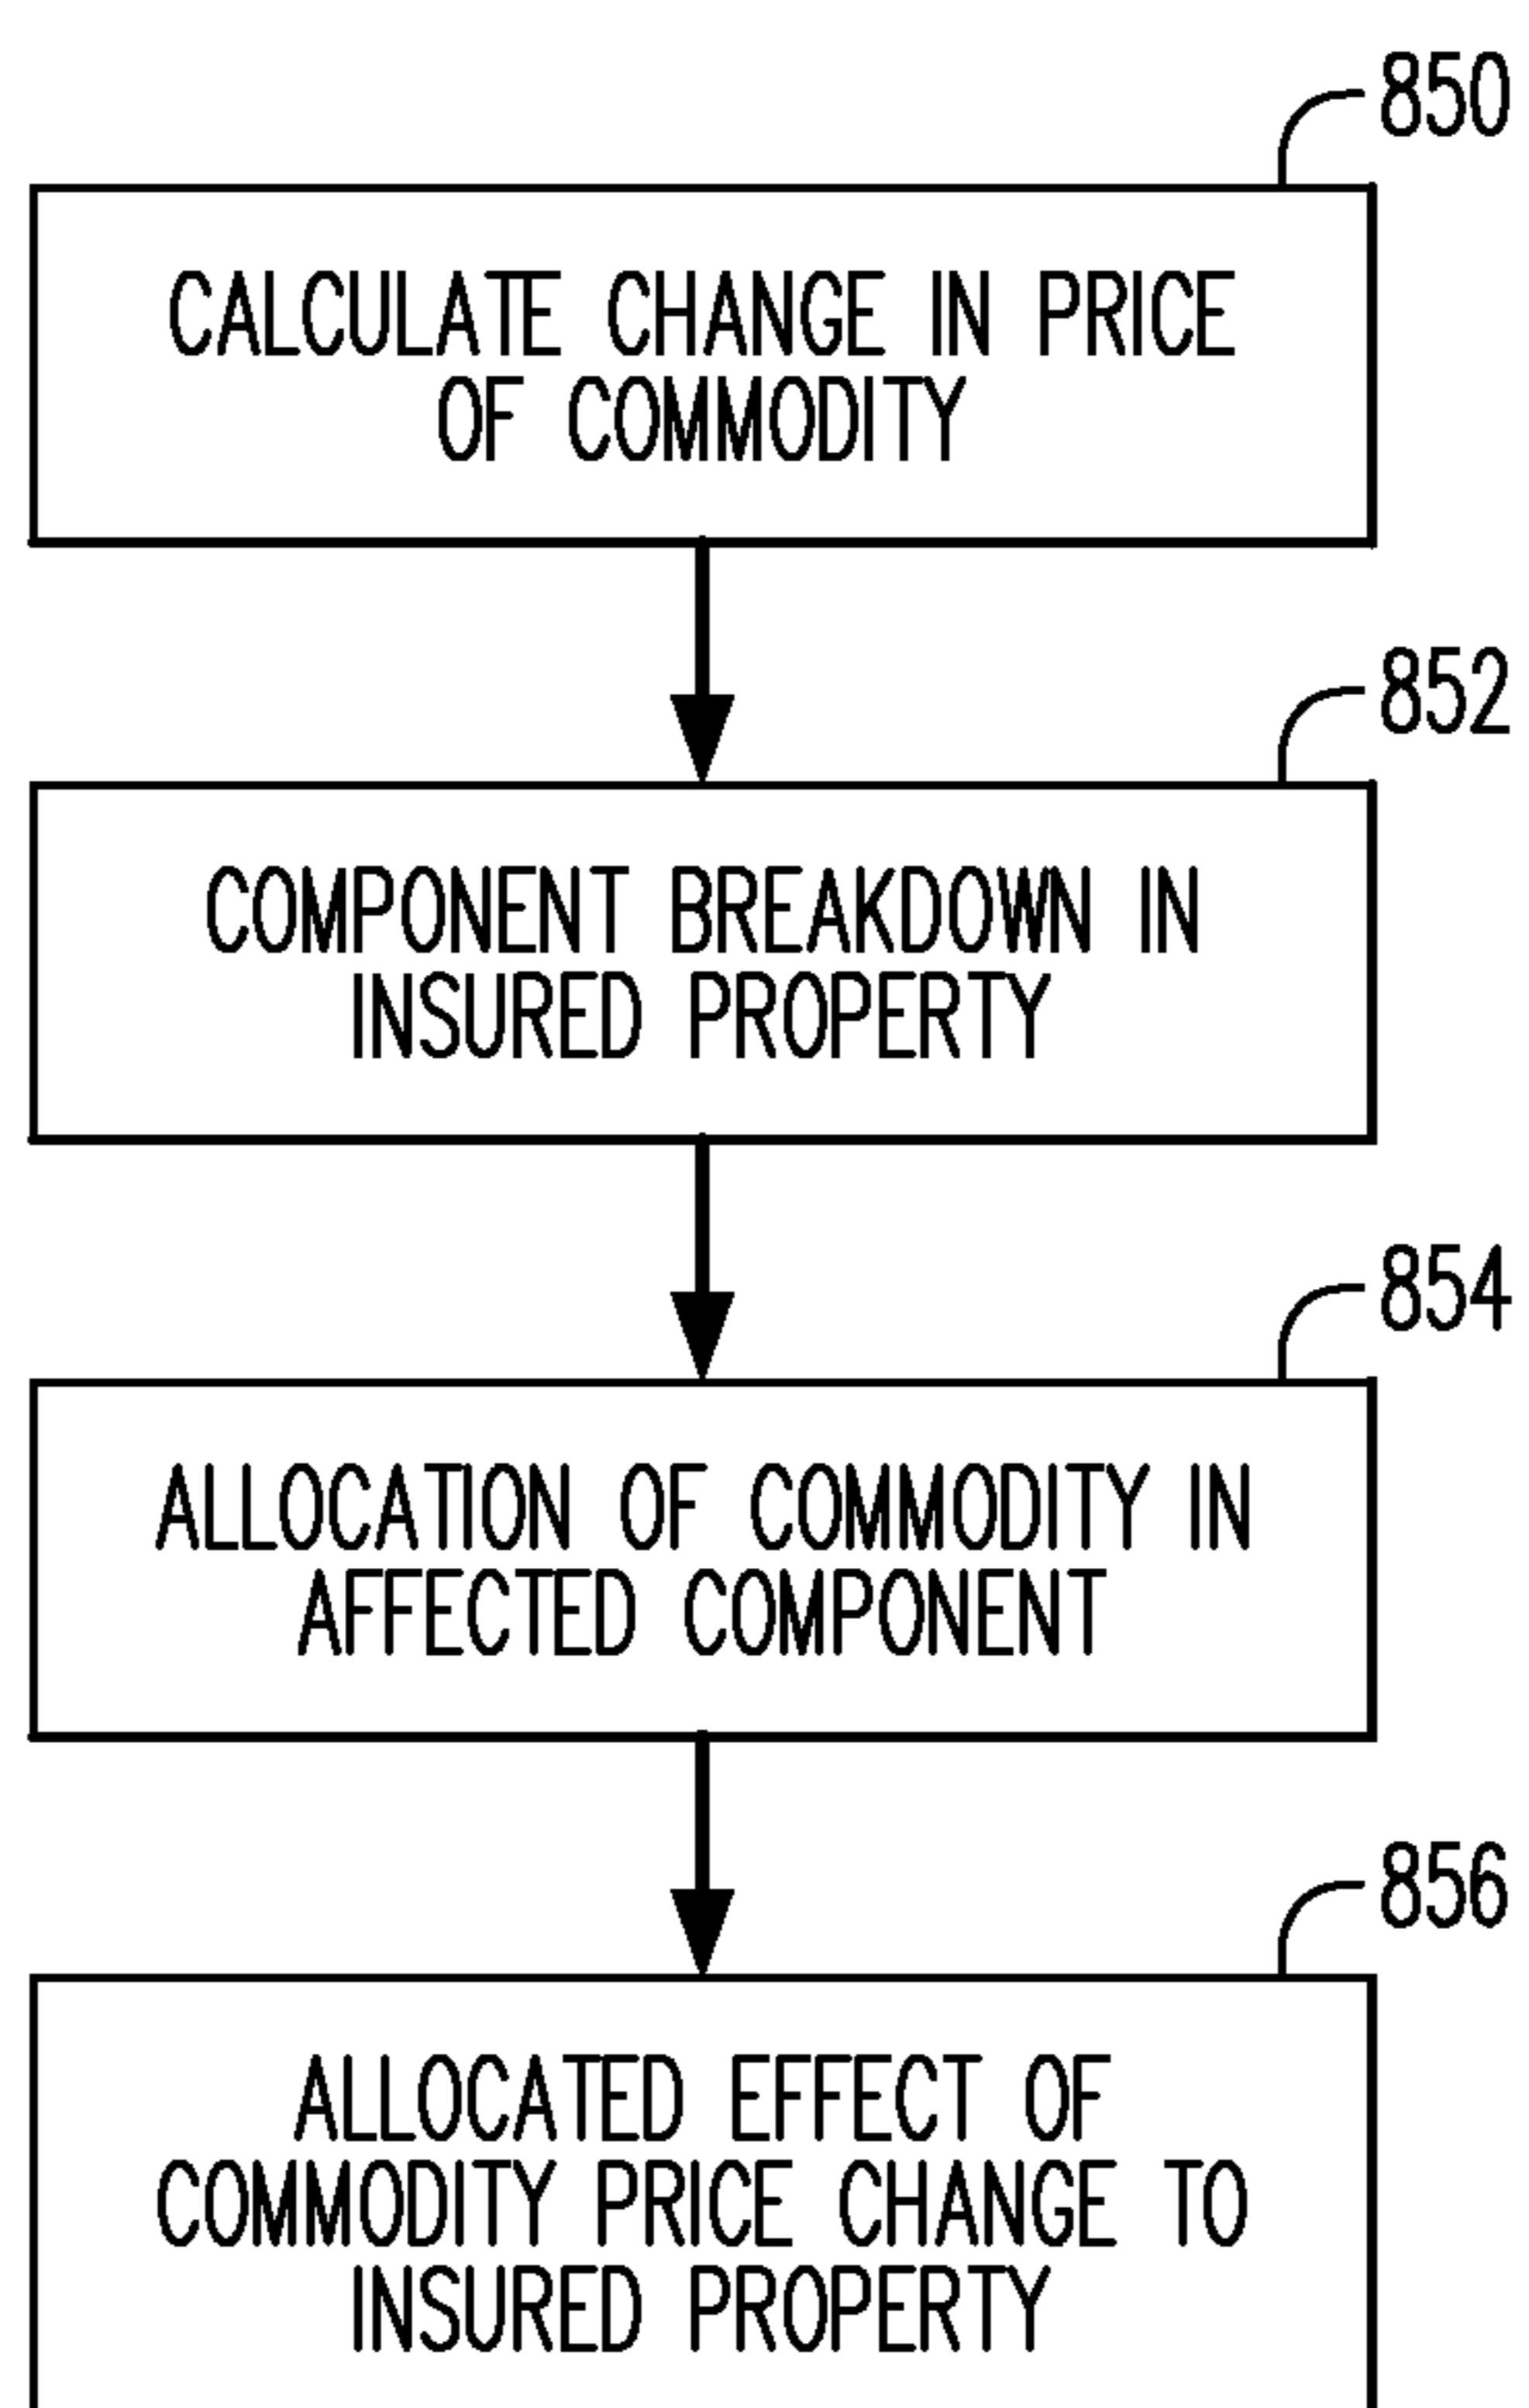 850
CALCULATE CHANGE IN PRICE
OF COMMODITY
852
COMPONENT BREAKDOWN IN
INSURED PROPERTY
854
ALLOCATION OF COMMODITY IN
AFFECTED COMPONENT
856
ALLOCATED EFFECT OF
COMMODITY PRICE CHANGE TO
INSURED PROPERTY